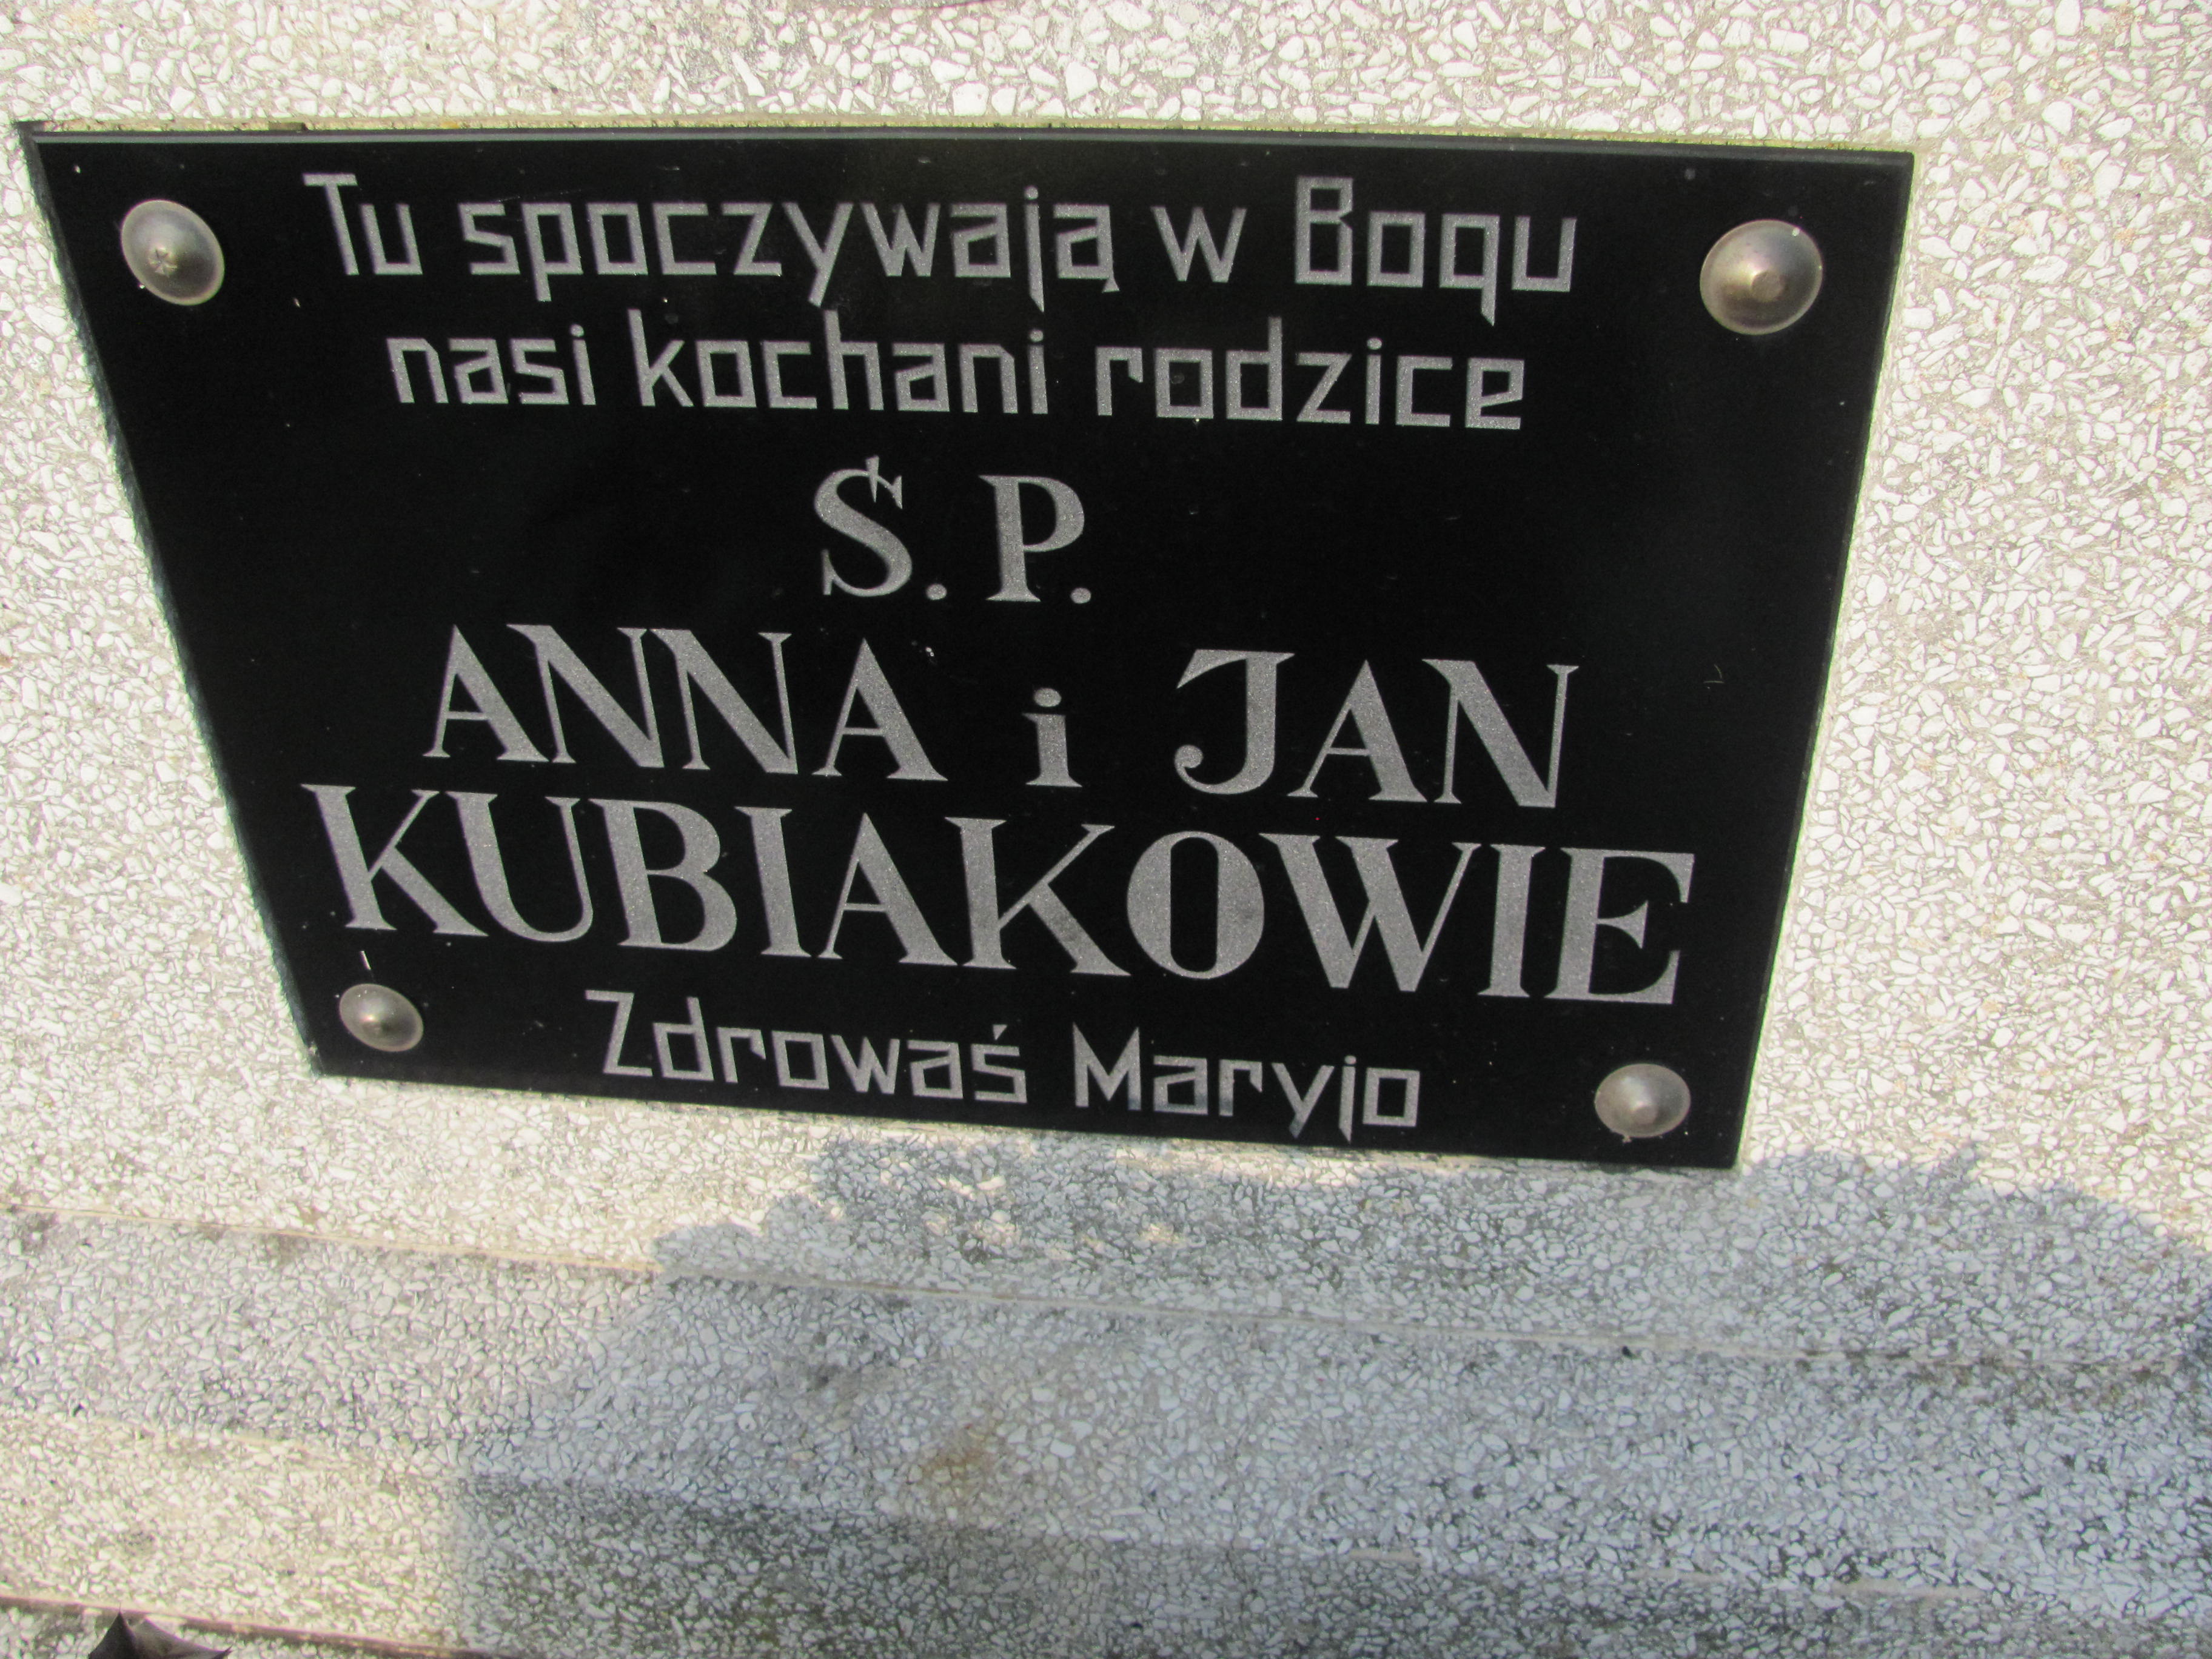 Tu spoczywają w Bogu
nasi kochani rodzice
Ś.P.
ANNA i JAN
KUBIAKOWIE
Zdrowaś Maryjo